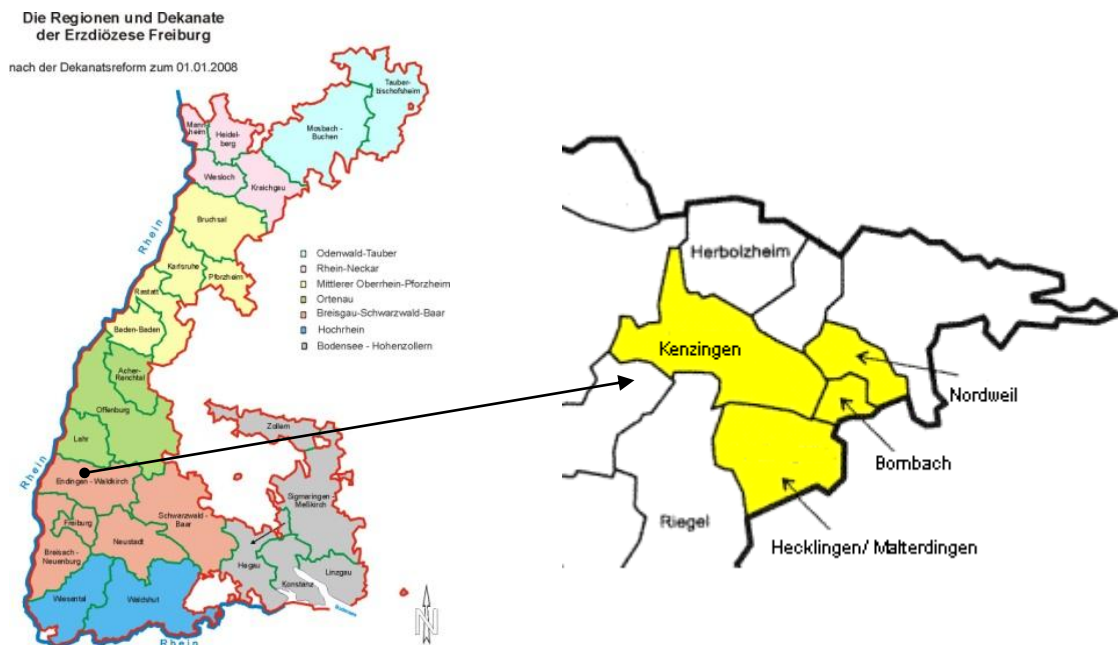 Die Regionen und Dekanate
der Erzdiözese Freiburg
nach der Dekanatsreform zum 01.01.2008
Tauber-
bischofsheim
Mosbach -
Buchen
Mann-
heim
Heidel-
berg
Wiesloch
Kraichgau
Bruchsal
Rhein
Karlsruhe
Pforzheim
Rastatt
Baden-Baden
Acher-
Renchtal
Offenburg
Lahr
Rhein
Endingen - Waldkirch
Freiburg
Schwarzwald -
Baar
Neustadt
Breisach -
Neuenburg
Wiesental
Waldshut
Rhein
Zollern
Sigmaringen -
Meßkirch
Hegau
Konstanz
Linzgau
Bodensee
N
Odenwald-Tauber
Rhein-Neckar
Mittlerer Oberrhein-Pforzheim
Ortenau
Breisgau-Schwarzwald-Baar
Hochrhein
Bodensee - Hohenzollern
Herbolzheim
Kenzingen
Nordweil
Bombach
Riegel
Hecklingen/ Malterdingen